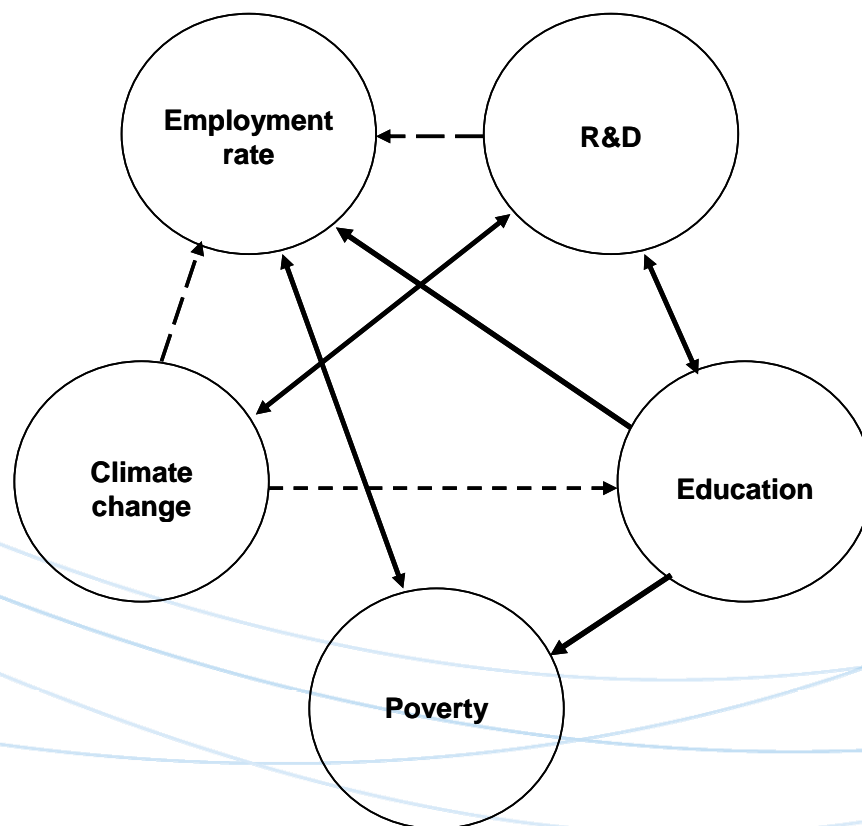 Employment
rate
R&D
Climate
change
Education
Poverty